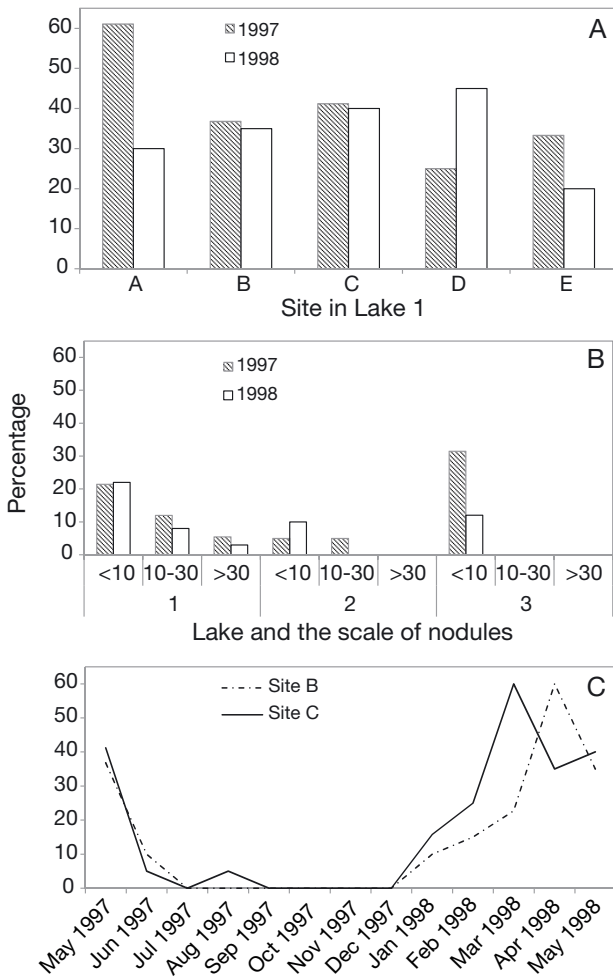 A
1997
1998
60
50
40
30
20
10
0
A B C D E
Site in Lake 1
B
1997
1998
60
50
40
30
20
10
0
Percentage
<10 10-30 >30 <10 10-30 >30 <10 10-30 >30
1 2 3
Lake and the scale of nodules
C
Site B
Site C
60
50
40
30
20
10
0
May 1997
Jun 1997
Jul 1997
Aug 1997
Sep 1997
Oct 1997
Nov 1997
Dec 1997
Jan 1998
Feb 1998
Mar 1998
Apr 1998
May 1998